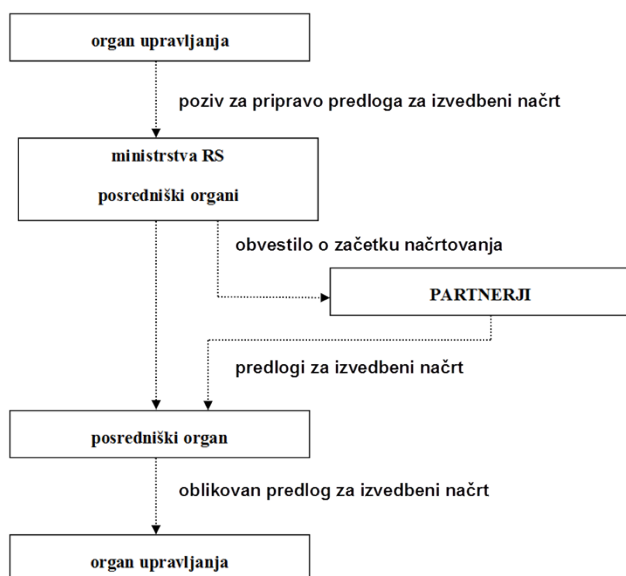 organ upravljanja
poziv za pripravo predloga za izvedbeni načrt
ministrstva RS
posredniški organi
obvestilo o začetku načrtovanja
PARTNERJI
predlogi za izvedbeni načrt
posredniški organ
oblikovan predlog za izvedbeni načrt
organ upravljanja